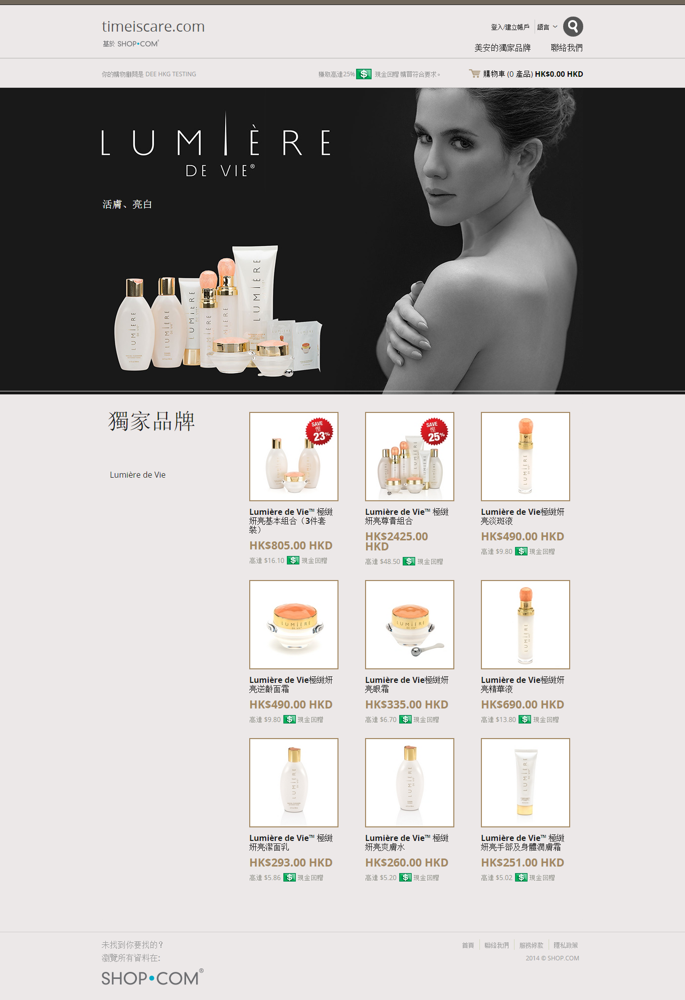 timeiscare.com
基於 SHOP•COM®
登入/建立帳戶 語言
美安的獨家品牌 聯絡我們
你的購物顧問是 DEE HKG TESTING
賺取高達25% $ 現金回贈 購買符合要求。
購物車 (0 產品) HK$0.00 HKD
LUMIÈRE
DE VIE®
活膚、亮白
獨家品牌
Lumière de Vie
SAVE
慳
23%
Lumière de Vie™ 極緻
妍亮基本組合（3件套
裝）
HK$805.00 HKD
高達 $16.10 $ 現金回贈
SAVE
慳
25%
Lumière de Vie™ 極緻
妍亮尊貴組合
HK$2425.00
HKD
高達 $48.50 $ 現金回贈
Lumière de Vie極緻妍
亮淡斑液
HK$490.00 HKD
高達 $9.80 $ 現金回贈
Lumière de Vie極緻妍
亮逆齡面霜
HK$490.00 HKD
高達 $9.80 $ 現金回贈
Lumière de Vie極緻妍
亮眼霜
HK$335.00 HKD
高達 $6.70 $ 現金回贈
Lumière de Vie極緻妍
亮精華液
HK$690.00 HKD
高達 $13.80 $ 現金回贈
Lumière de Vie™ 極緻
妍亮潔面乳
HK$293.00 HKD
高達 $5.86 $ 現金回贈
Lumière de Vie™ 極緻
妍亮爽膚水
HK$260.00 HKD
高達 $5.20 $ 現金回贈
Lumière de Vie™ 極緻
妍亮手部及身體潤膚霜
HK$251.00 HKD
高達 $5.02 $ 現金回贈
未找到你要找的？
瀏覽所有資料在:
SHOP•COM®
首頁 聯絡我們 服務條款 隱私政策
2014 © SHOP.COM